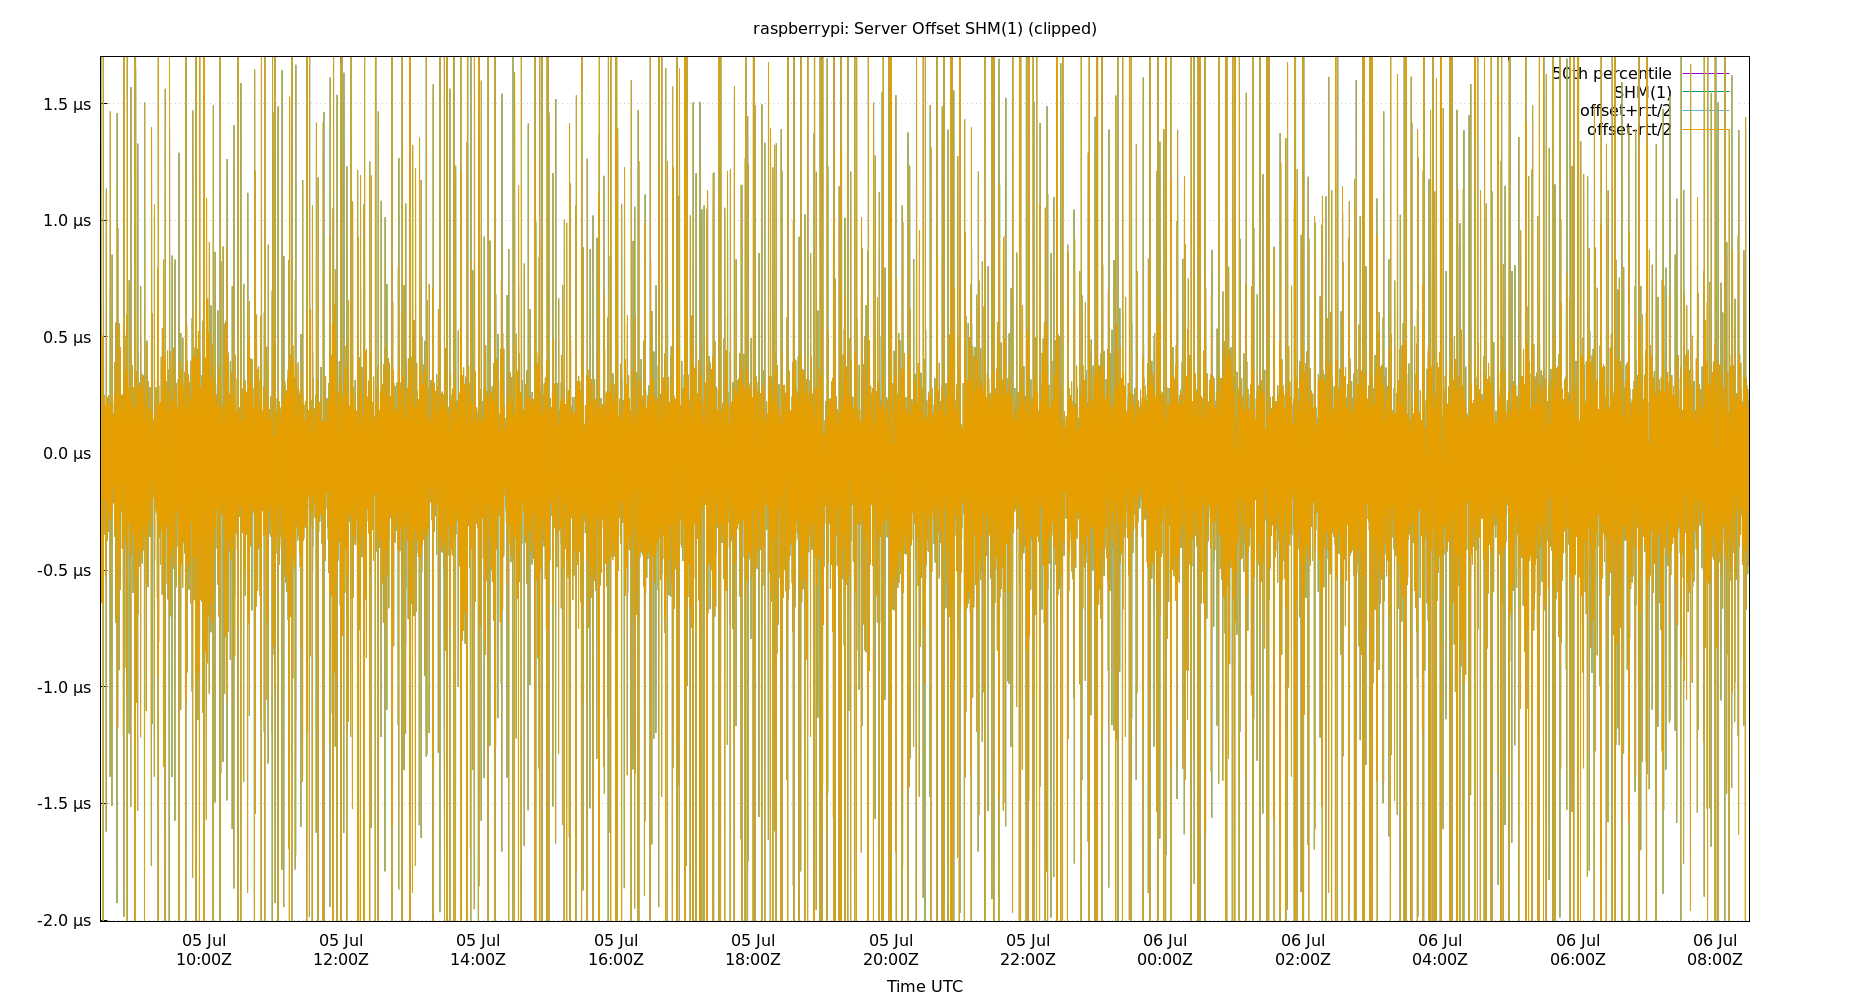 raspberrypi: Server Offset SHM(1) (clipped)
50th percentile
SHM(1)
offset+rtt/2
offset-rtt/2
1.5 µs
1.0 µs
0.5 µs
0.0 µs
-0.5 µs
-1.0 µs
-1.5 µs
-2.0 µs
05 Jul 05 Jul 05 Jul 05 Jul 05 Jul 05 Jul 05 Jul 06 Jul 06 Jul 06 Jul 06 Jul 06 Jul
10:00Z 12:00Z 14:00Z 16:00Z 18:00Z 20:00Z 22:00Z 00:00Z 02:00Z 04:00Z 06:00Z 08:00Z
Time UTC